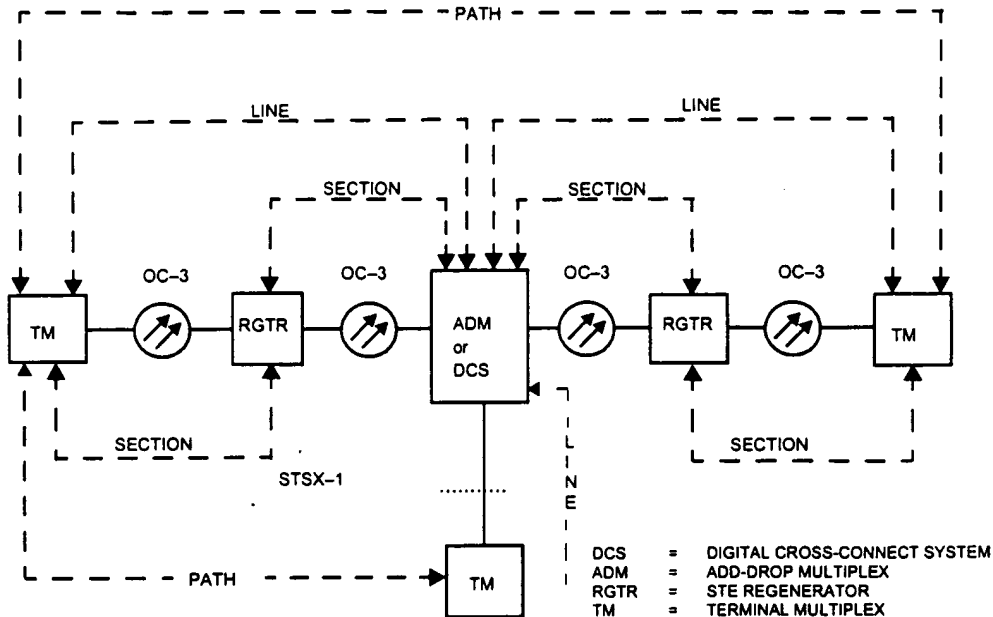 PATH
LINE
LINE
SECTION
SECTION
OC–3
OC–3
OC–3
OC–3
TM
RGTR
ADM
or
DCS
RGTR
TM
SECTION
SECTION
LINE
STSX–1
PATH
TM
DCS = DIGITAL CROSS-CONNECT SYSTEM
ADM = ADD-DROP MULTIPLEX
RGTR = STE REGENERATOR
TM = TERMINAL MULTIPLEX